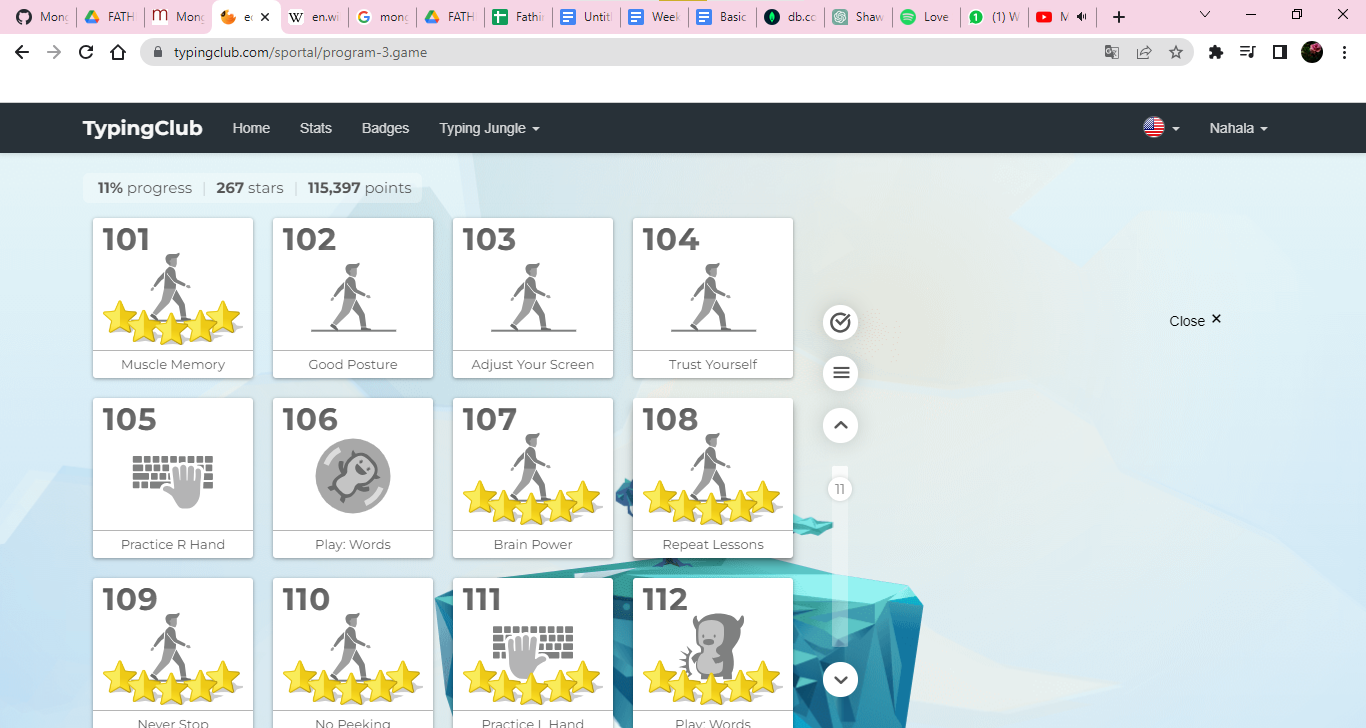 Mong
FATH
Mong
ec
en.wi
mong
FATH
Fathin
Untitl
Week
Basic
db.cc
Shaw
Love
(1) W
M
typingclub.com/sportal/program-3.game
TypingClub Home Stats Badges Typing Jungle Nahala
11% progress | 267 stars | 115,397 points
101 102 103 104
Muscle Memory Good Posture Adjust Your Screen Trust Yourself
Close ✕
105 106 107 108
11
Practice R Hand Play: Words Brain Power Repeat Lessons
109 110 111 112
Never Stop No Peeking Practice L Hand Play: Words